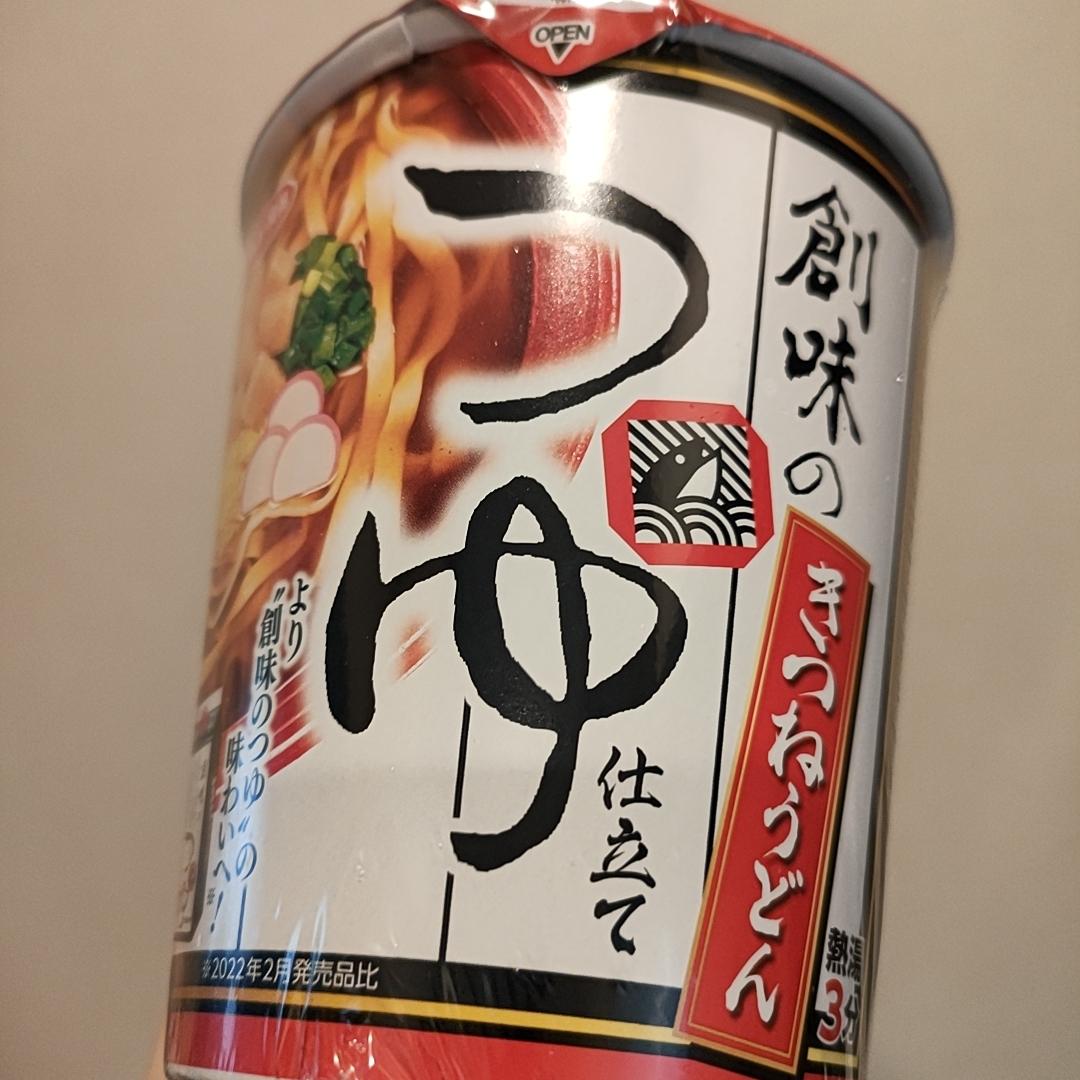 OPEN
創味の
つゆ
仕立て
きつねうどん
より
“創味のつゆ”の
味わいへ!
※2022年2月発売品比
熱湯
3分